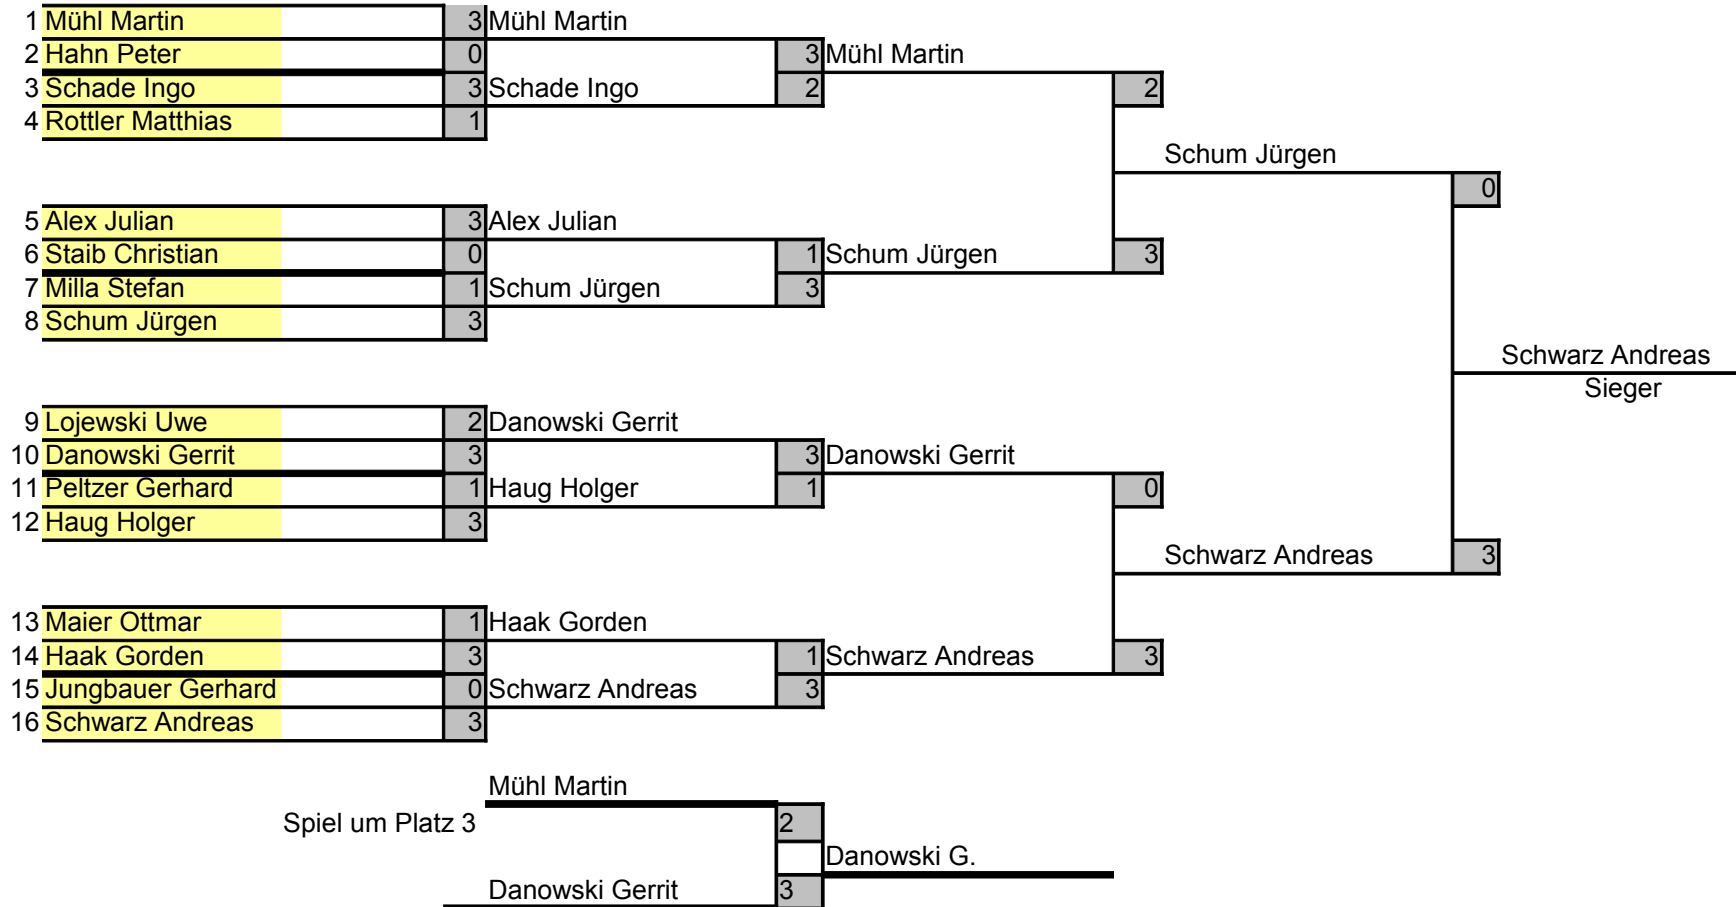 1 Mühl Martin 3 Mühl Martin
2 Hahn Peter 0 3 Mühl Martin
3 Schade Ingo 3 Schade Ingo 2 2
4 Rottler Matthias 1
Schum Jürgen
0
5 Alex Julian 3 Alex Julian
6 Staib Christian 0 1 Schum Jürgen 3
7 Milla Stefan 1 Schum Jürgen 3
8 Schum Jürgen 3
Schwarz Andreas
Sieger
9 Lojewski Uwe 2 Danowski Gerrit
10 Danowski Gerrit 3 3 Danowski Gerrit
11 Peltzer Gerhard 1 Haug Holger 1 0
12 Haug Holger 3
Schwarz Andreas 3
13 Maier Ottmar 1 Haak Gorden
14 Haak Gorden 3 1 Schwarz Andreas 3
15 Jungbauer Gerhard 0 Schwarz Andreas 3
16 Schwarz Andreas 3
Mühl Martin
Spiel um Platz 3 2
Danowski G.
Danowski Gerrit 3